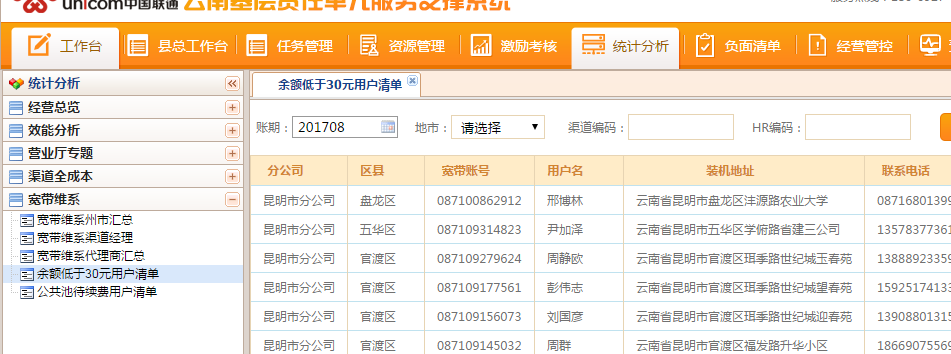 unicom中国联通 云南基层责任单元服务支撑系统
工作台 县总工作台 任务管理 资源管理 激励考核 统计分析 负面清单 经营管控
统计分析
经营总览
效能分析
营业厅专题
渠道全成本
宽带维系
宽带维系州市汇总
宽带维系渠道经理
宽带维系代理商汇总
余额低于30元用户清单
公共池待续费用户清单
余额低于30元用户清单
账期: 201708 地市: 请选择 渠道编码: HR编码:
分公司 区县 宽带账号 用户名 装机地址 联系电话
昆明市分公司 盘龙区 087100862912 邢博林 云南省昆明市盘龙区沣源路农业大学 08716801399
昆明市分公司 五华区 087109314823 尹加泽 云南省昆明市五华区学俯路省建三公司 13578377361
昆明市分公司 官渡区 087109279624 周静欧 云南省昆明市官渡区珥季路世纪城玉春苑 13888923359
昆明市分公司 官渡区 087109177561 彭伟志 云南省昆明市官渡区珥季路世纪城望春苑 15925174133
昆明市分公司 官渡区 087109156073 刘国彦 云南省昆明市官渡区珥季路世纪城迎春苑 13908801315
昆明市分公司 官渡区 087109145032 周群 云南省昆明市官渡区福发路升华小区 1866907556